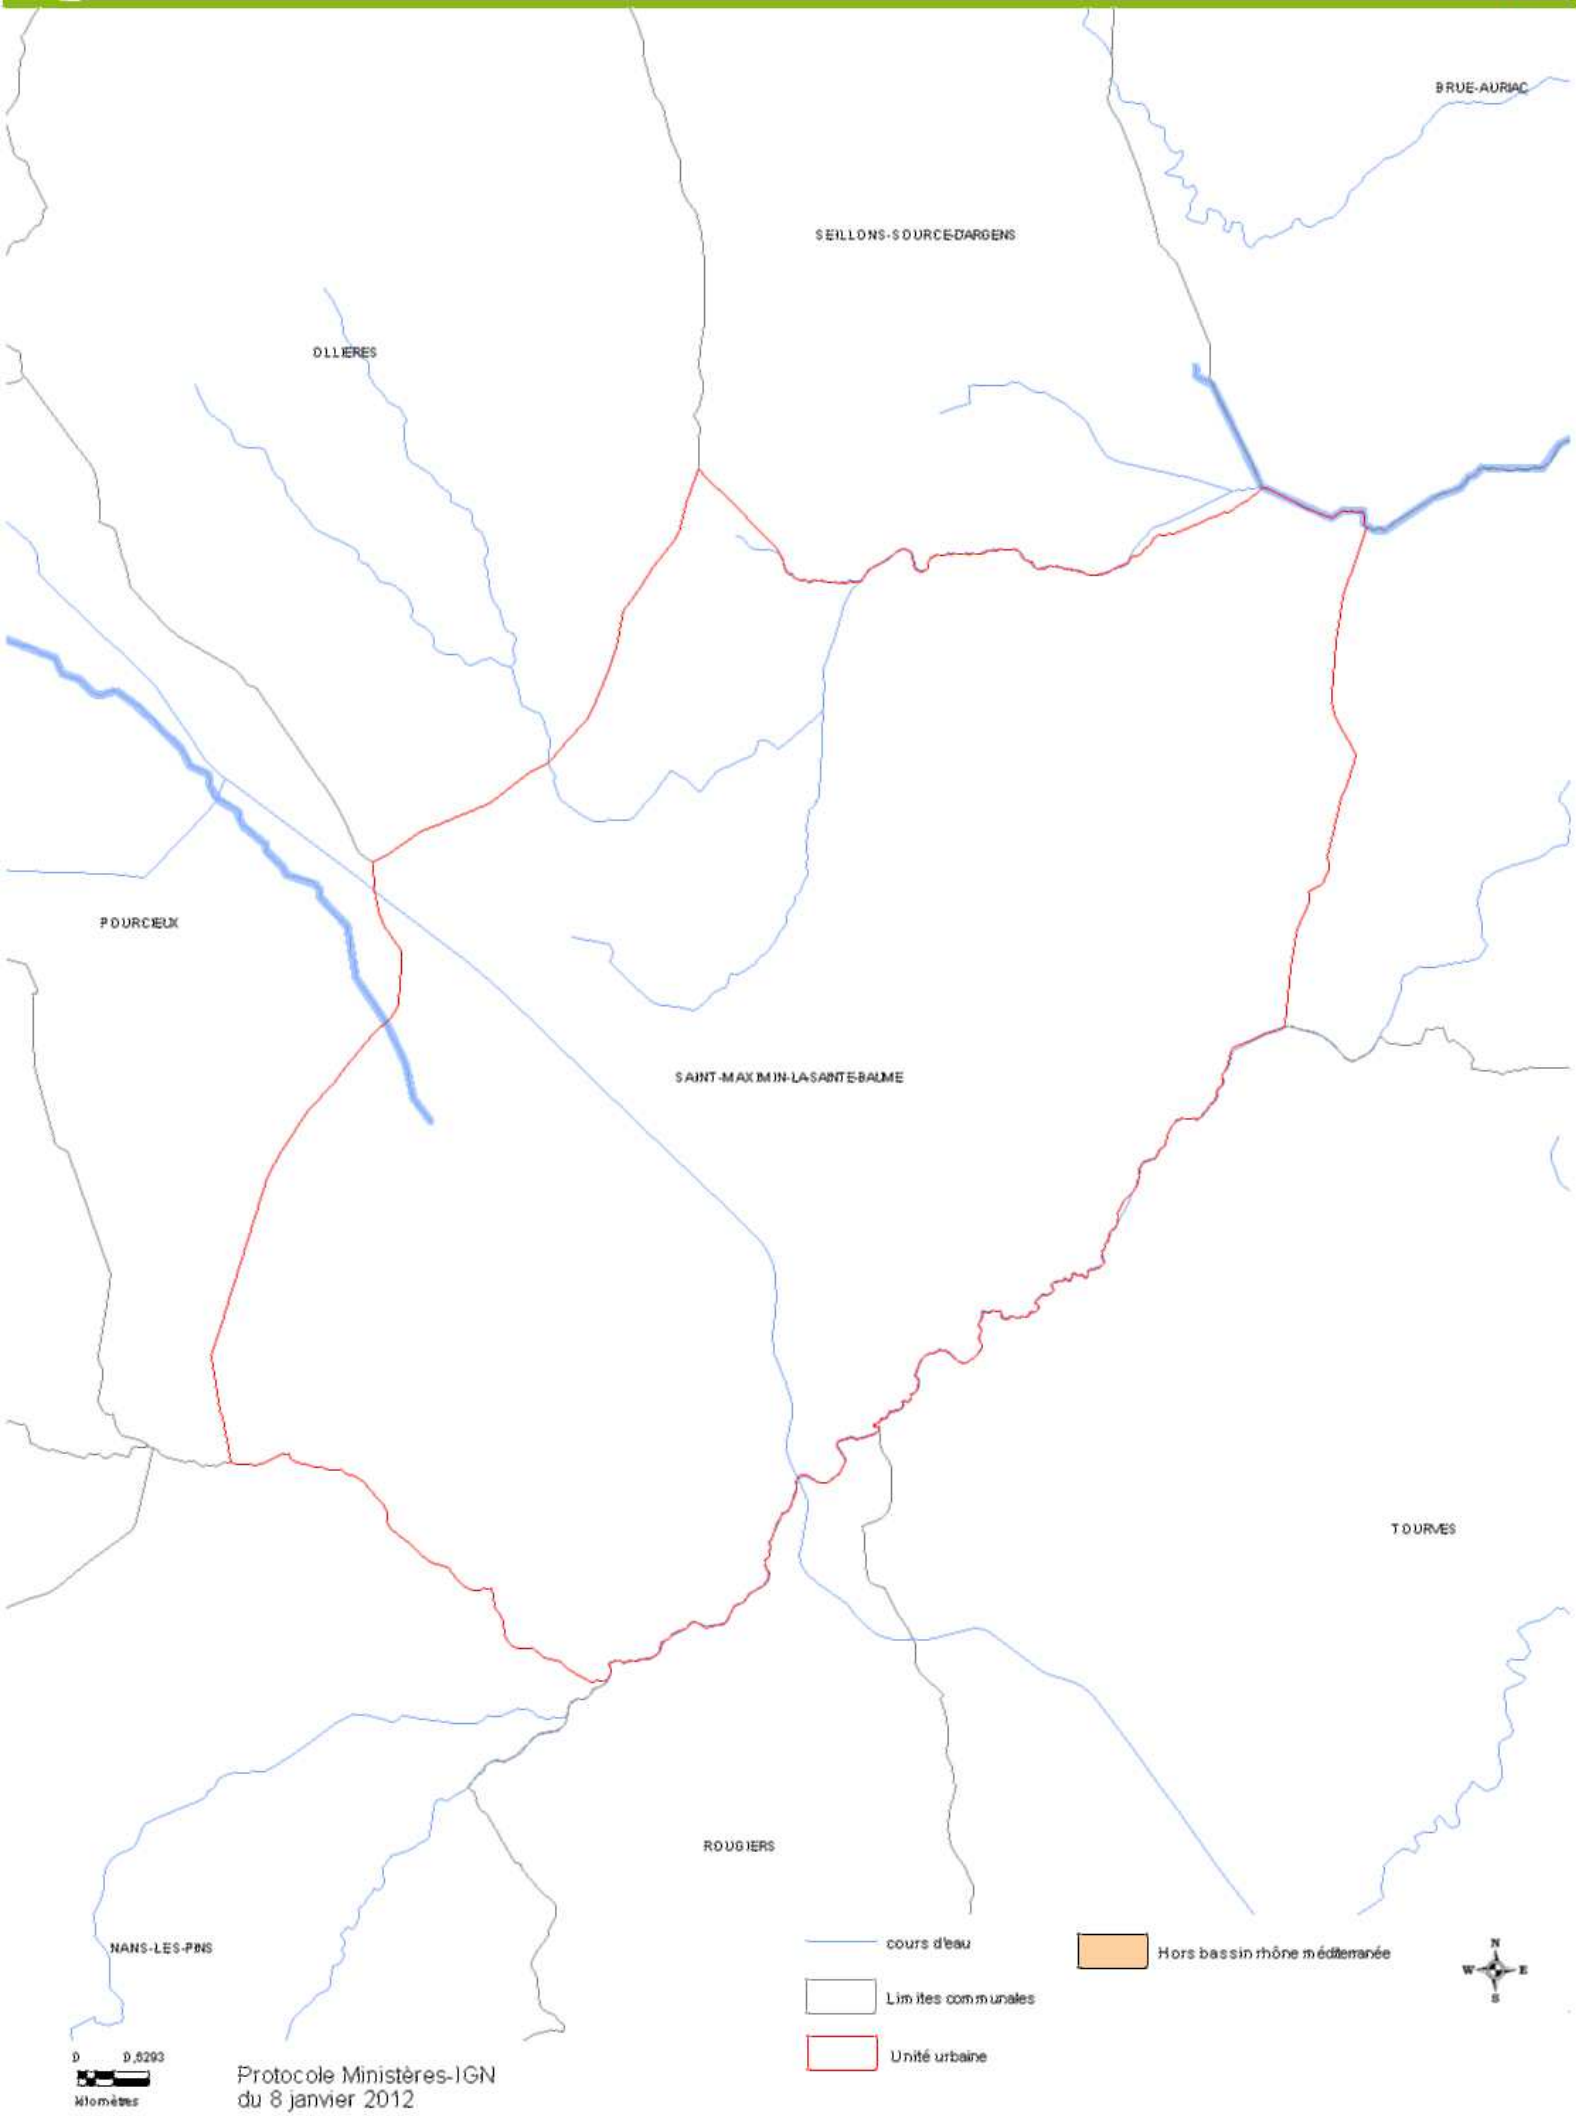 BRUE-AURIAC
SEILLONS-SOURCE-D'ARGENS
OLLIERES
POURCIEUX
SAINT-MAXIMIN-LA-SAINTE-BAUME
TOURVES
ROUGIERS
NANS-LES-PINS
cours d'eau
Hors bassin rhône méditerranée
Limites communales
Unité urbaine
N
W E
S
0 0,6293
kilomètres
Protocole Ministères-IGN
du 8 janvier 2012